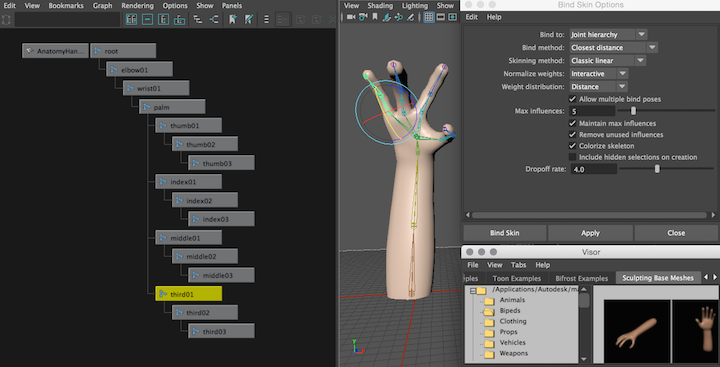 Edit View Bookmarks Rendering Options Show Panels
AnatomyHan... root
elbow01
wrist01
palm
thumb01
thumb02
thumb03
index01
index02
index03
middle01
middle02
middle03
third01
third02
third03
View Shading Lighting Show
Bind Skin Options
Edit Help
Bind to: Joint hierarchy
Bind method: Closest distance
Skinning method: Classic linear
Normalize weights: Interactive
Weight distribution: Distance
Allow multiple bind poses
Max influences: 5
Maintain max influences
Remove unused influences
Colorize skeleton
Include hidden selections on creation
Dropoff rate: 4.0
Bind Skin Apply Close
Visor
File View Tabs Help
ples Toon Examples Bifrost Examples Sculpting Base Meshes
/Applications/Autodesk/ma
Animals
Bipeds
Clothing
Props
Vehicles
Weapons